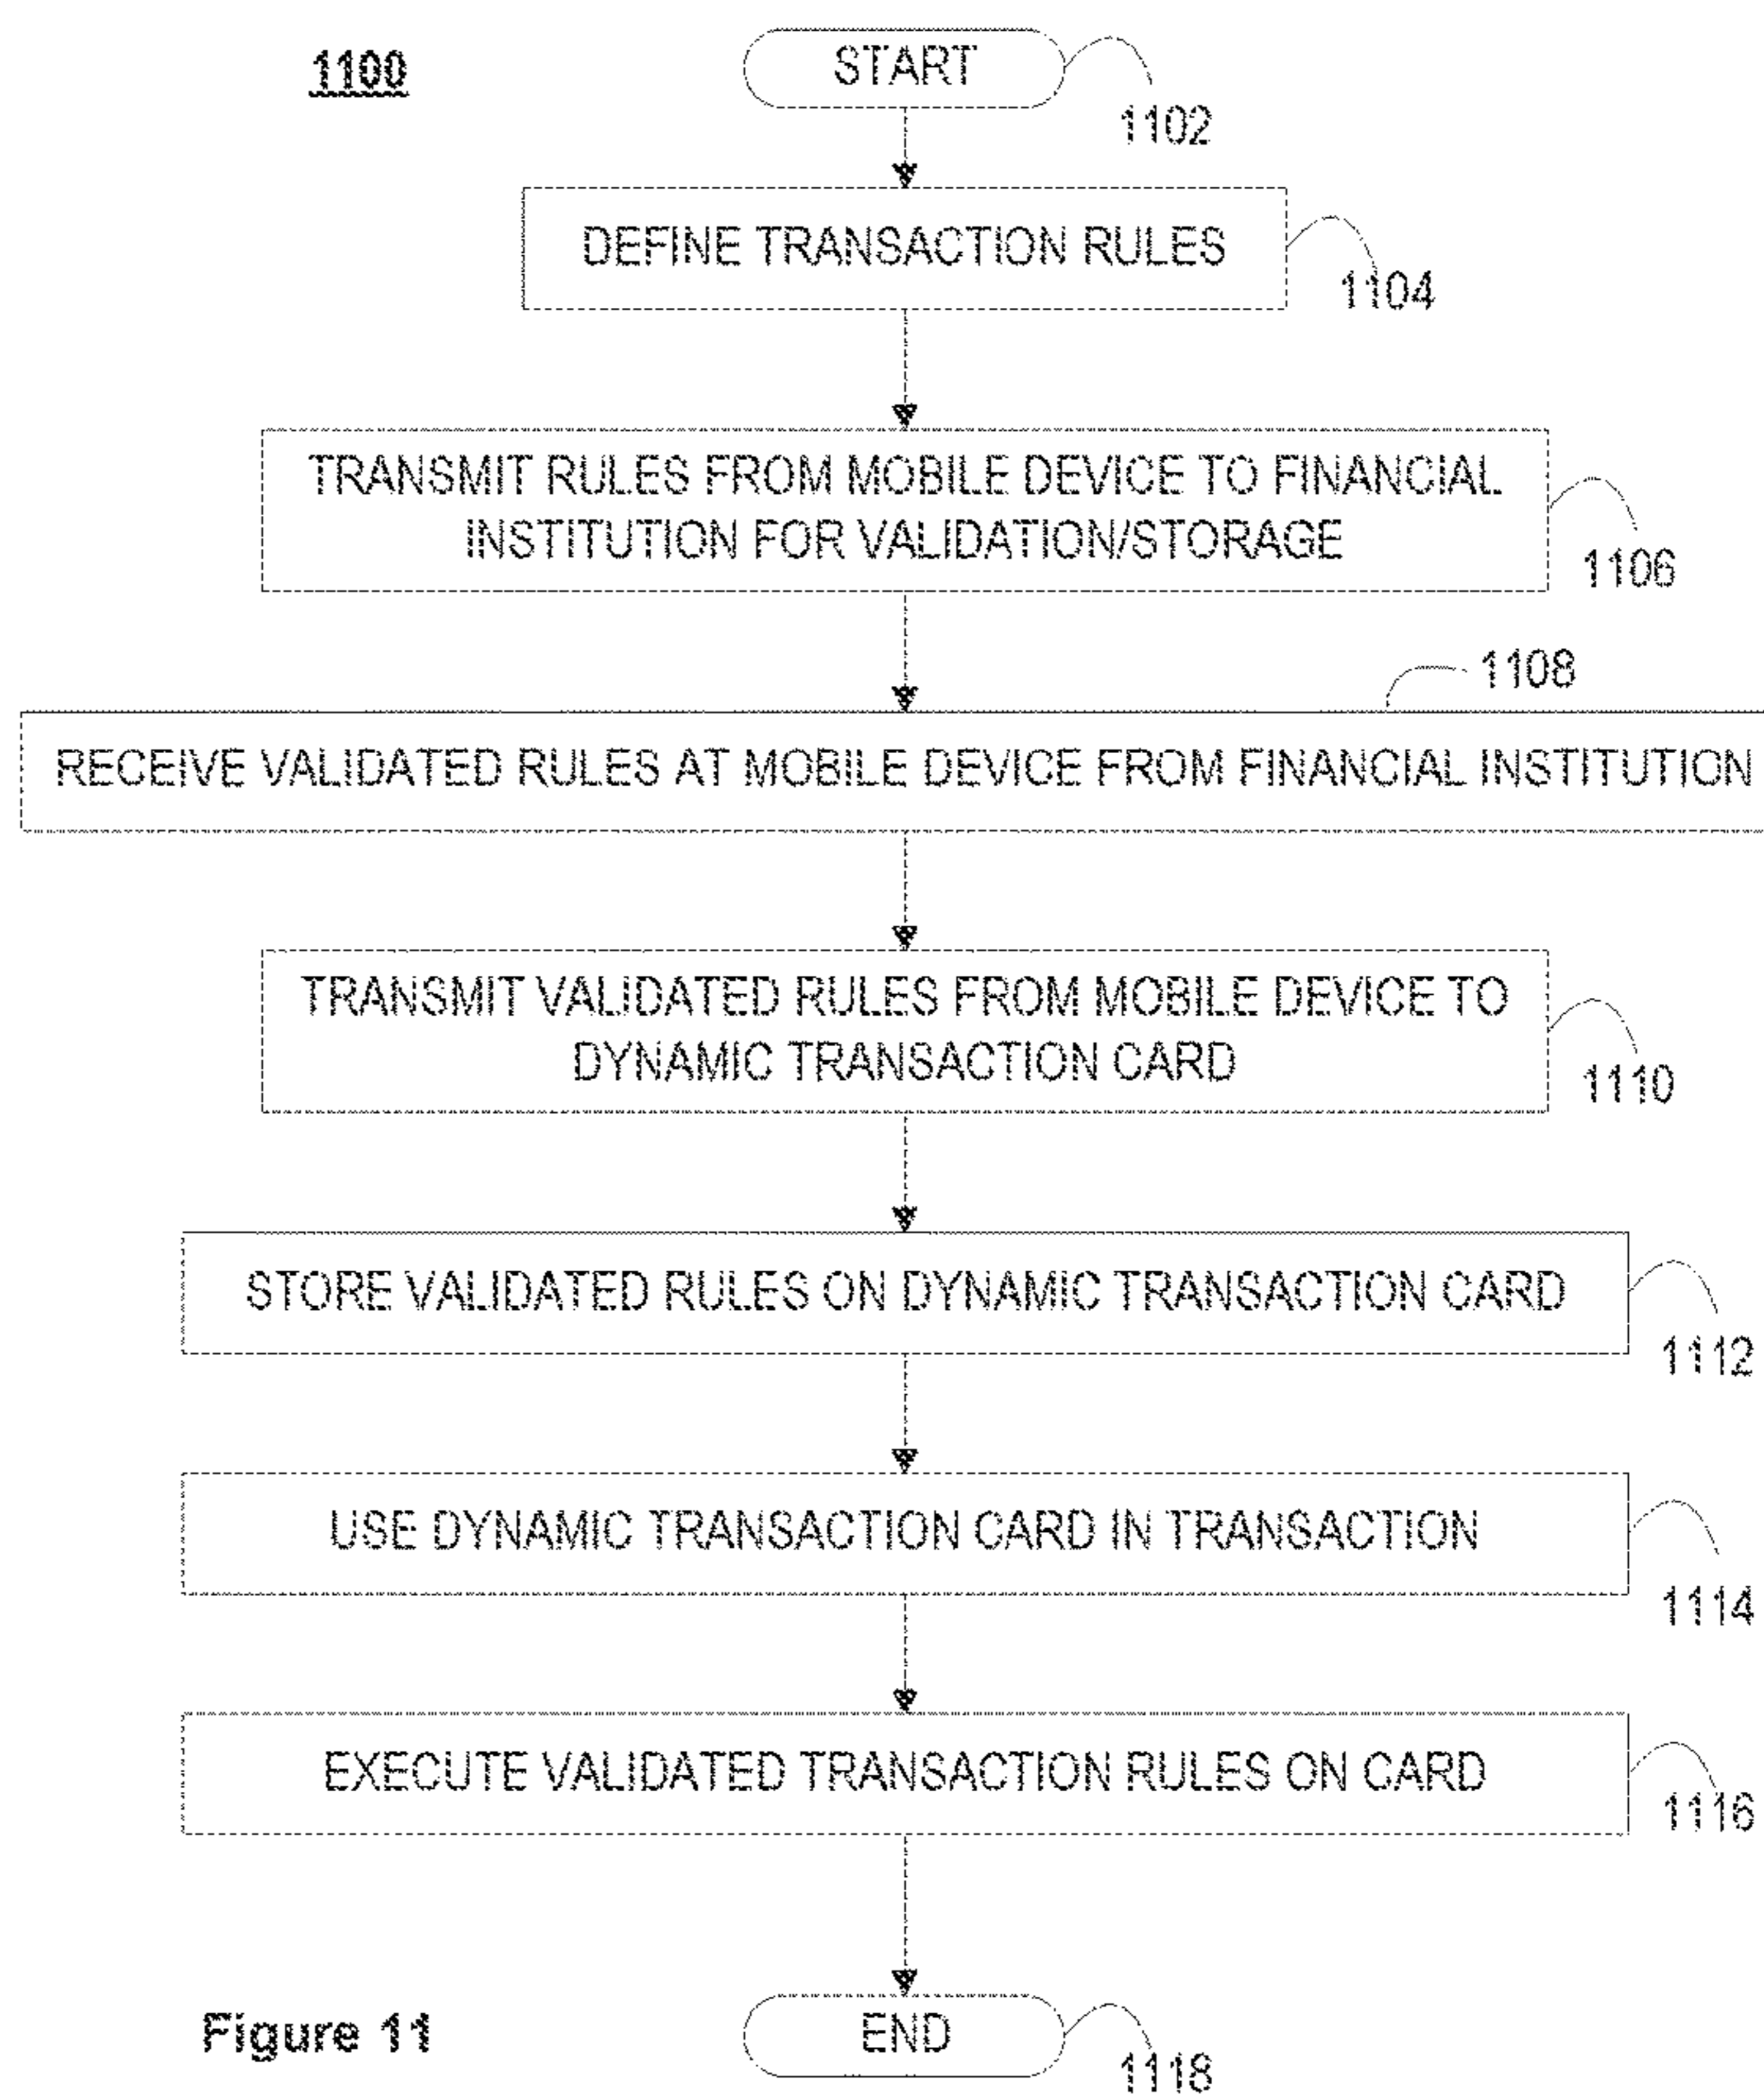 1100
START
1102
DEFINE TRANSACTION RULES
1104
TRANSMIT RULES FROM MOBILE DEVICE TO FINANCIAL
INSTITUTION FOR VALIDATION/STORAGE
1106
1108
RECEIVE VALIDATED RULES AT MOBILE DEVICE FROM FINANCIAL INSTITUTION
TRANSMIT VALIDATED RULES FROM MOBILE DEVICE TO
DYNAMIC TRANSACTION CARD
1110
STORE VALIDATED RULES ON DYNAMIC TRANSACTION CARD
1112
USE DYNAMIC TRANSACTION CARD IN TRANSACTION
1114
EXECUTE VALIDATED TRANSACTION RULES ON CARD
1116
END
1118
Figure 11